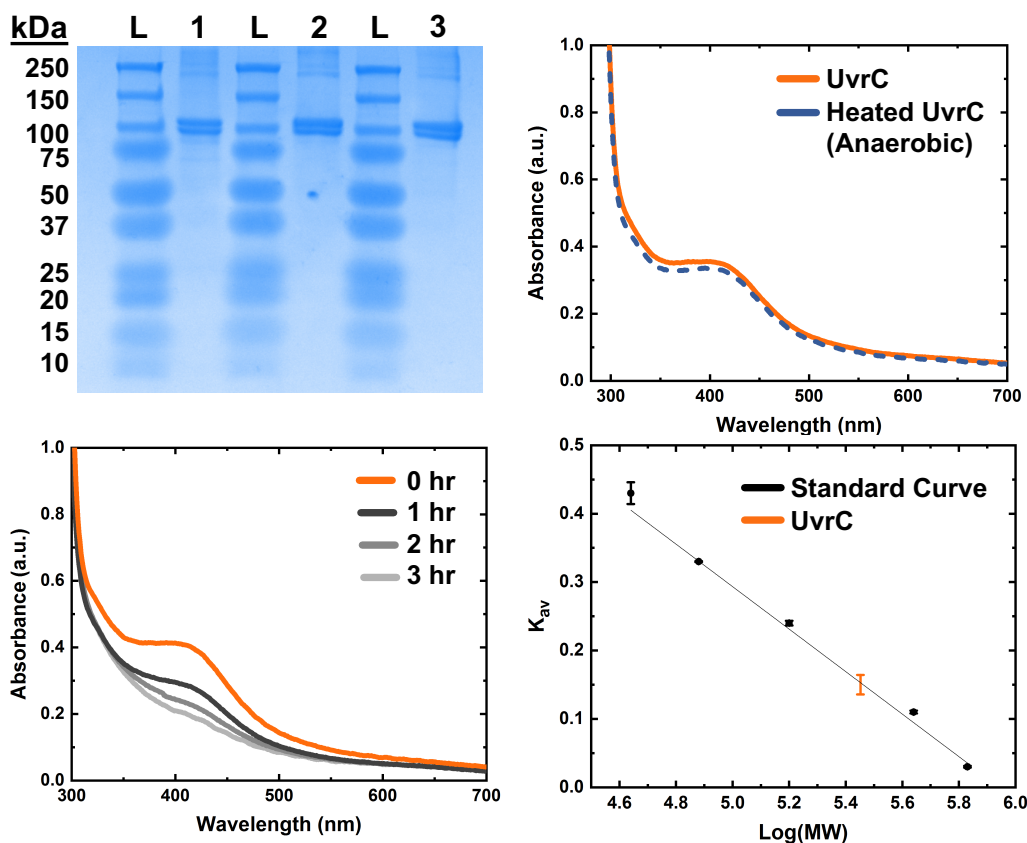 kDa L 1 L 2 L 3
250
150
100
75
50
37
25
20
15
10
1.0
0.8
0.6
0.4
0.2
0.0
Absorbance (a.u.)
UvrC
Heated UvrC
(Anaerobic)
300 400 500 600 700
Wavelength (nm)
1.0
0.8
0.6
0.4
0.2
0.0
Absorbance (a.u.)
0 hr
1 hr
2 hr
3 hr
300 400 500 600 700
Wavelength (nm)
0.5
0.4
0.3
0.2
0.1
0.0
Kav
Standard Curve
UvrC
4.6 4.8 5.0 5.2 5.4 5.6 5.8 6.0
Log(MW)